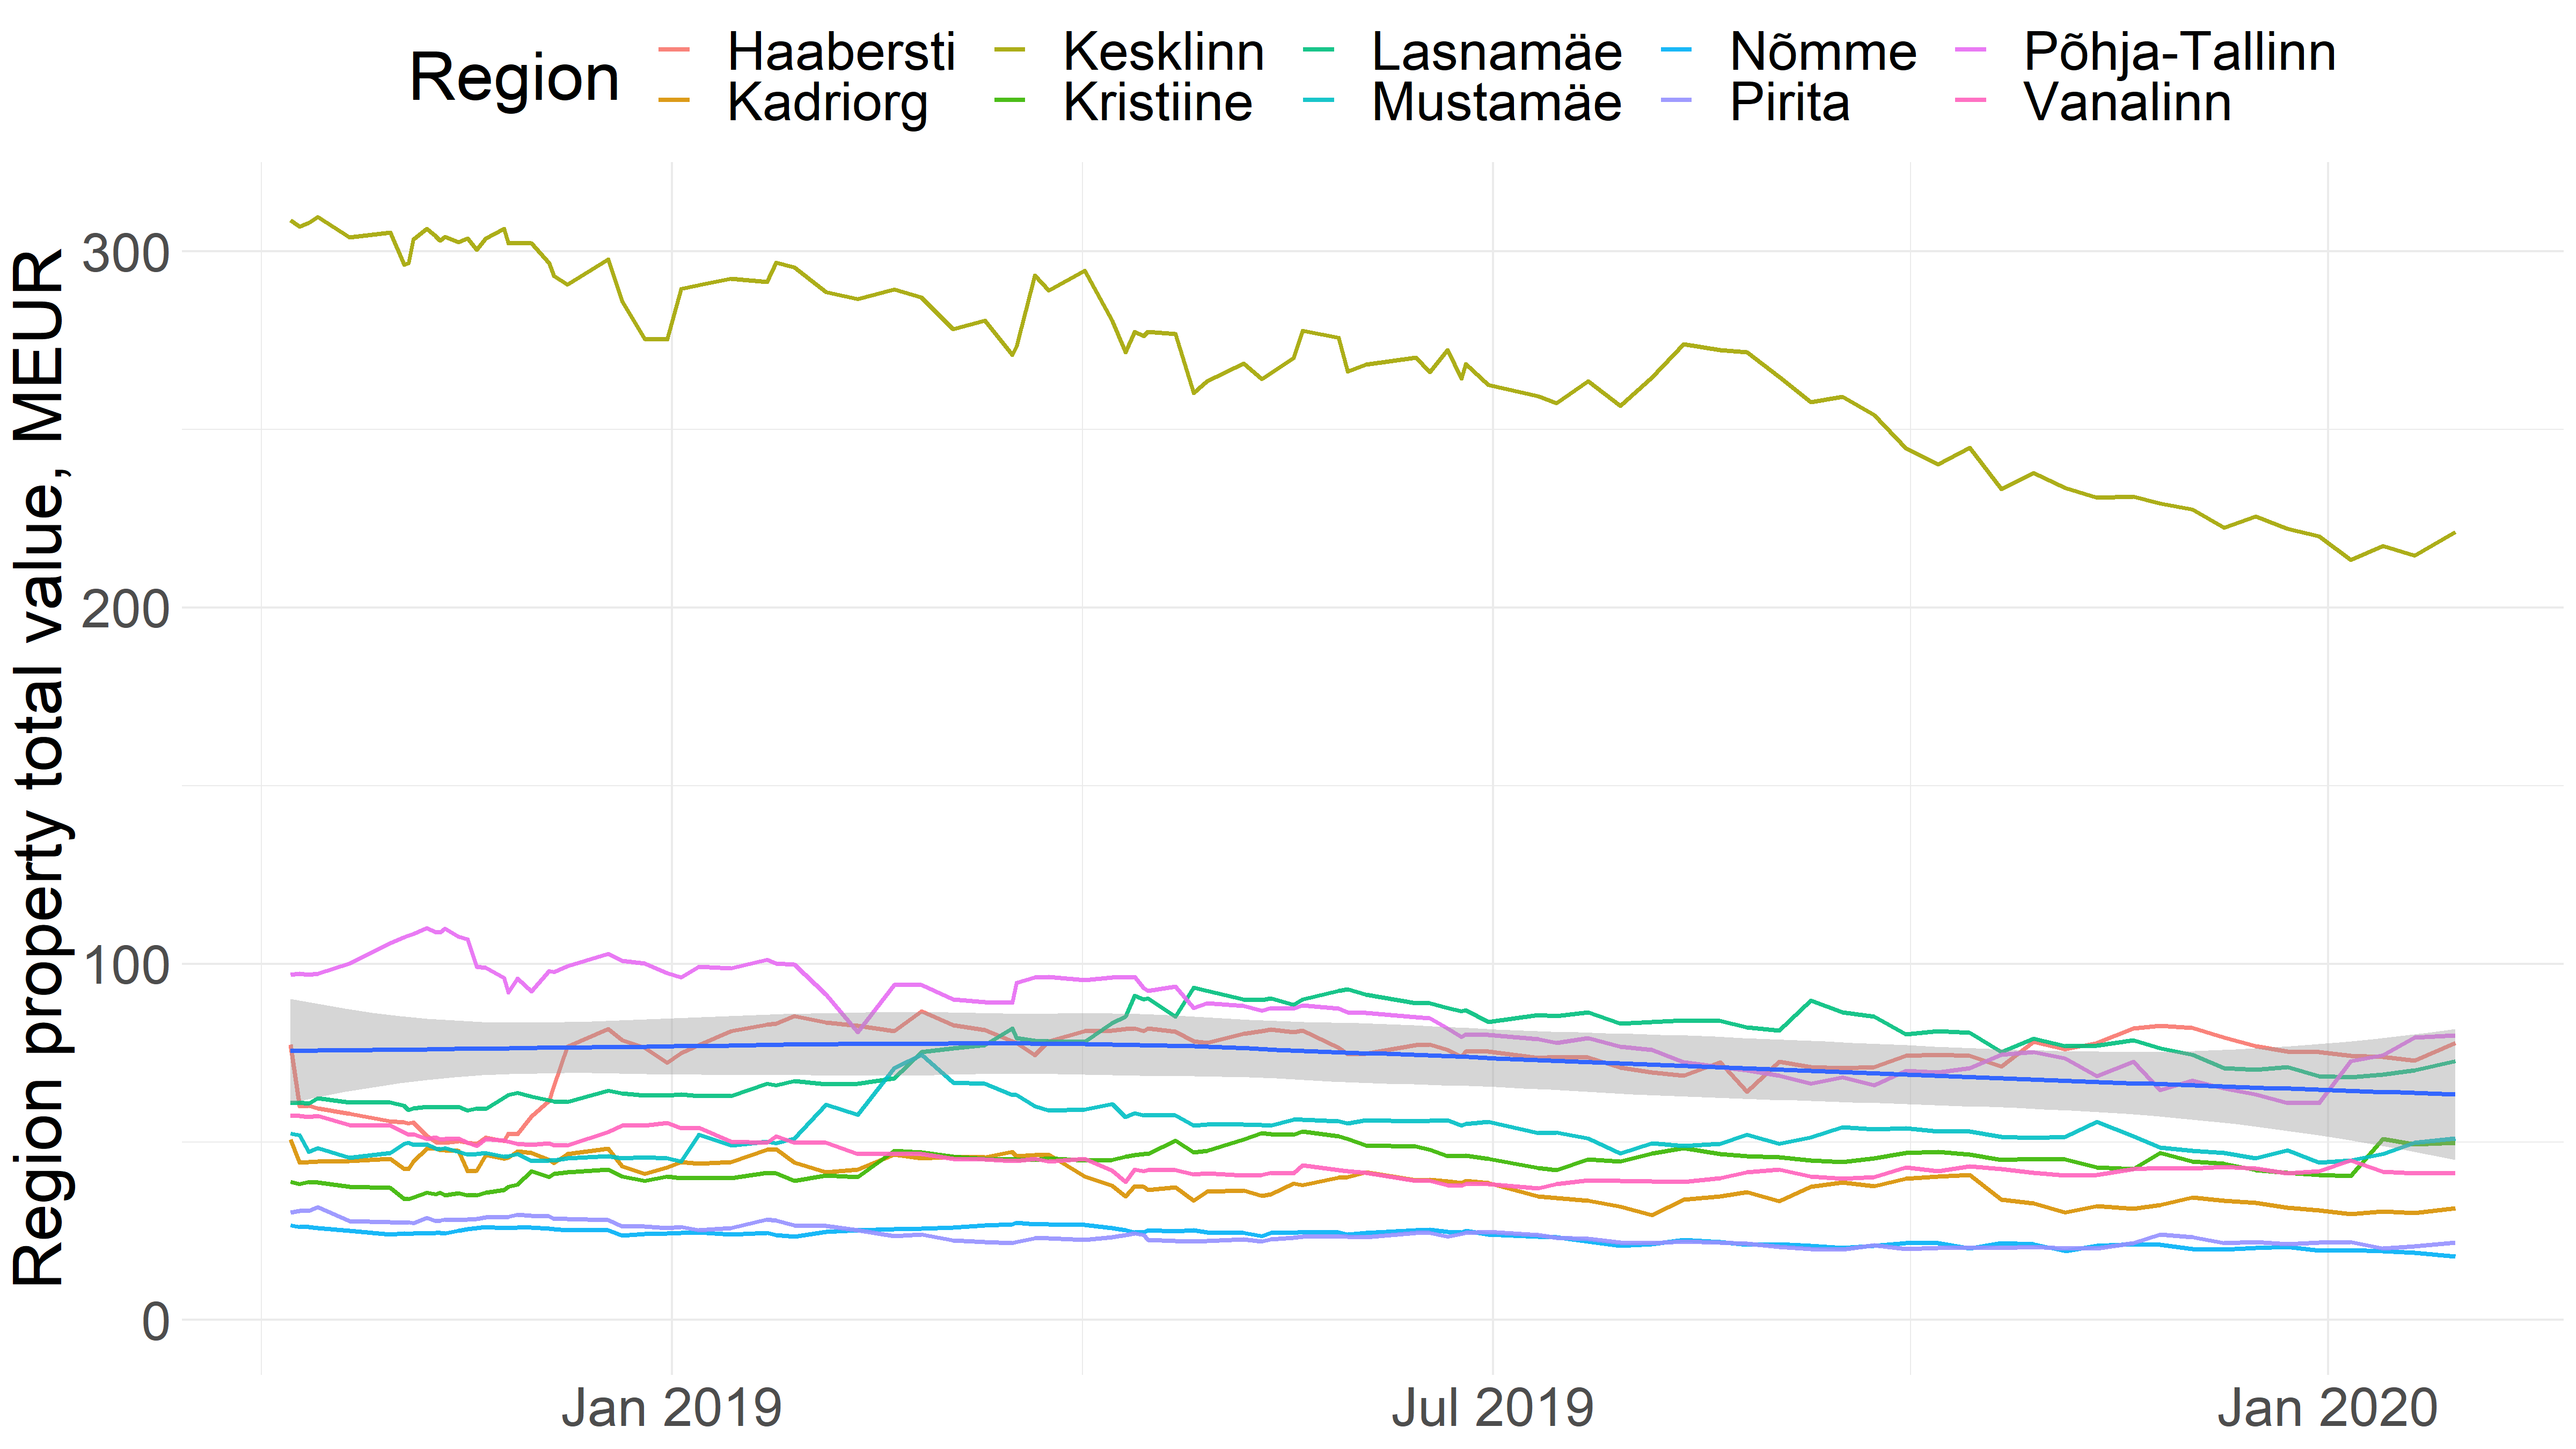 Region
Haabersti Kesklinn Lasnamäe Nõmme Põhja-Tallinn
Kadriorg Kristiine Mustamäe Pirita Vanalinn
Region property total value, MEUR
300
200
100
0
Jan 2019 Jul 2019 Jan 2020